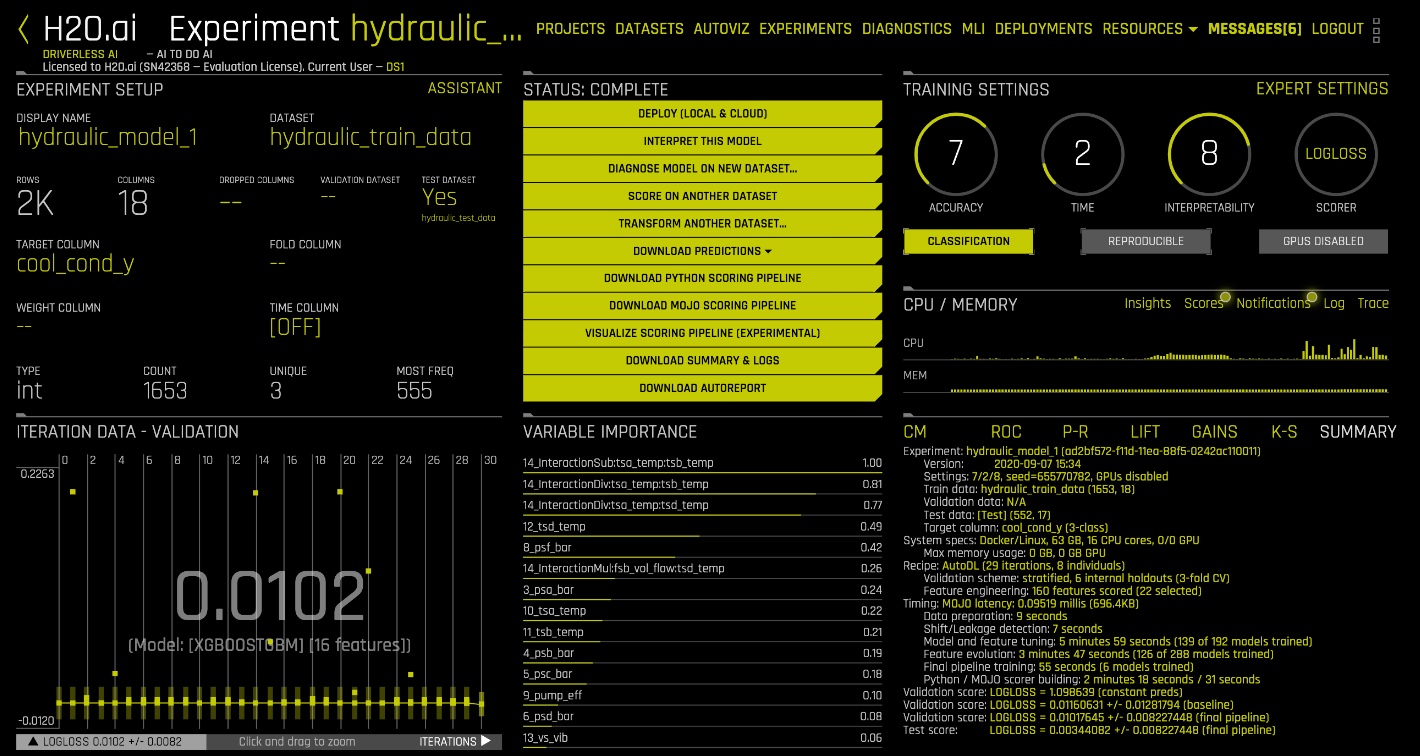 H2O.ai Experiment hydraulic_... PROJECTS DATASETS AUTOVIZ EXPERIMENTS DIAGNOSTICS MLI DEPLOYMENTS RESOURCES MESSAGES[6] LOGOUT
DRIVERLESS AI — AI TO DO AI
Licensed to H2O.ai (SN42368 — Evaluation License). Current User — DS1
EXPERIMENT SETUP ASSISTANT
DISPLAY NAME DATASET
hydraulic_model_1 hydraulic_train_data
ROWS COLUMNS DROPPED COLUMNS VALIDATION DATASET TEST DATASET
2K 18 -- -- Yes
hydraulic_test_data
TARGET COLUMN FOLD COLUMN
cool_cond_y --
WEIGHT COLUMN TIME COLUMN
-- [OFF]
TYPE COUNT UNIQUE MOST FREQ
int 1653 3 555
STATUS: COMPLETE
DEPLOY (LOCAL & CLOUD)
INTERPRET THIS MODEL
DIAGNOSE MODEL ON NEW DATASET...
SCORE ON ANOTHER DATASET
TRANSFORM ANOTHER DATASET...
DOWNLOAD PREDICTIONS
DOWNLOAD PYTHON SCORING PIPELINE
DOWNLOAD MOJO SCORING PIPELINE
VISUALIZE SCORING PIPELINE (EXPERIMENTAL)
DOWNLOAD SUMMARY & LOGS
DOWNLOAD AUTOREPORT
TRAINING SETTINGS EXPERT SETTINGS
7 2 8 LOGLOSS
ACCURACY TIME INTERPRETABILITY SCORER
CLASSIFICATION REPRODUCIBLE GPUS DISABLED
CPU / MEMORY Insights Scores Notifications Log Trace
CPU
MEM
ITERATION DATA - VALIDATION
0 2 4 6 8 10 12 14 16 18 20 22 24 26 28 30
0.2263
0.0102
(Model: [XGBOOSTGBM] [16 features])
-0.0120
▲ LOGLOSS 0.0102 +/- 0.0082 Click and drag to zoom ITERATIONS ▶
VARIABLE IMPORTANCE
14_InteractionSub:tsa_temp:tsb_temp 1.00
14_InteractionDiv:tsa_temp:tsb_temp 0.81
14_InteractionDiv:tsa_temp:tsd_temp 0.77
12_tsd_temp 0.49
8_psf_bar 0.42
14_InteractionMul:fsb_vol_flow:tsd_temp 0.26
3_psa_bar 0.24
10_tsa_temp 0.22
11_tsb_temp 0.21
4_psb_bar 0.19
5_psc_bar 0.18
9_pump_eff 0.10
6_psd_bar 0.08
13_vs_vib 0.06
CM ROC P-R LIFT GAINS K-S SUMMARY
Experiment: hydraulic_model_1 (ad2bf572-f11d-11ea-88f5-0242ac110011)
Version: 2020-09-07 15:34
Settings: 7/2/8, seed=655770782, GPUs disabled
Train data: hydraulic_train_data (1653, 18)
Validation data: N/A
Test data: [Test] (552, 17)
Target column: cool_cond_y (3-class)
System specs: Docker/Linux, 63 GB, 16 CPU cores, 0/0 GPU
Max memory usage: 0 GB, 0 GB GPU
Recipe: AutoDL (29 iterations, 8 individuals)
Validation scheme: stratified, 6 internal holdouts (3-fold CV)
Feature engineering: 160 features scored (22 selected)
Timing: MOJO latency: 0.09519 millis (696.4KB)
Data preparation: 9 seconds
Shift/Leakage detection: 7 seconds
Model and feature tuning: 5 minutes 59 seconds (139 of 192 models trained)
Feature evolution: 3 minutes 47 seconds (126 of 288 models trained)
Final pipeline training: 55 seconds (6 models trained)
Python / MOJO scorer building: 2 minutes 18 seconds / 31 seconds
Validation score: LOGLOSS = 1.098639 (constant preds)
Validation score: LOGLOSS = 0.01160631 +/- 0.01281794 (baseline)
Validation score: LOGLOSS = 0.01017645 +/- 0.008227448 (final pipeline)
Test score: LOGLOSS = 0.00344082 +/- 0.008227448 (final pipeline)